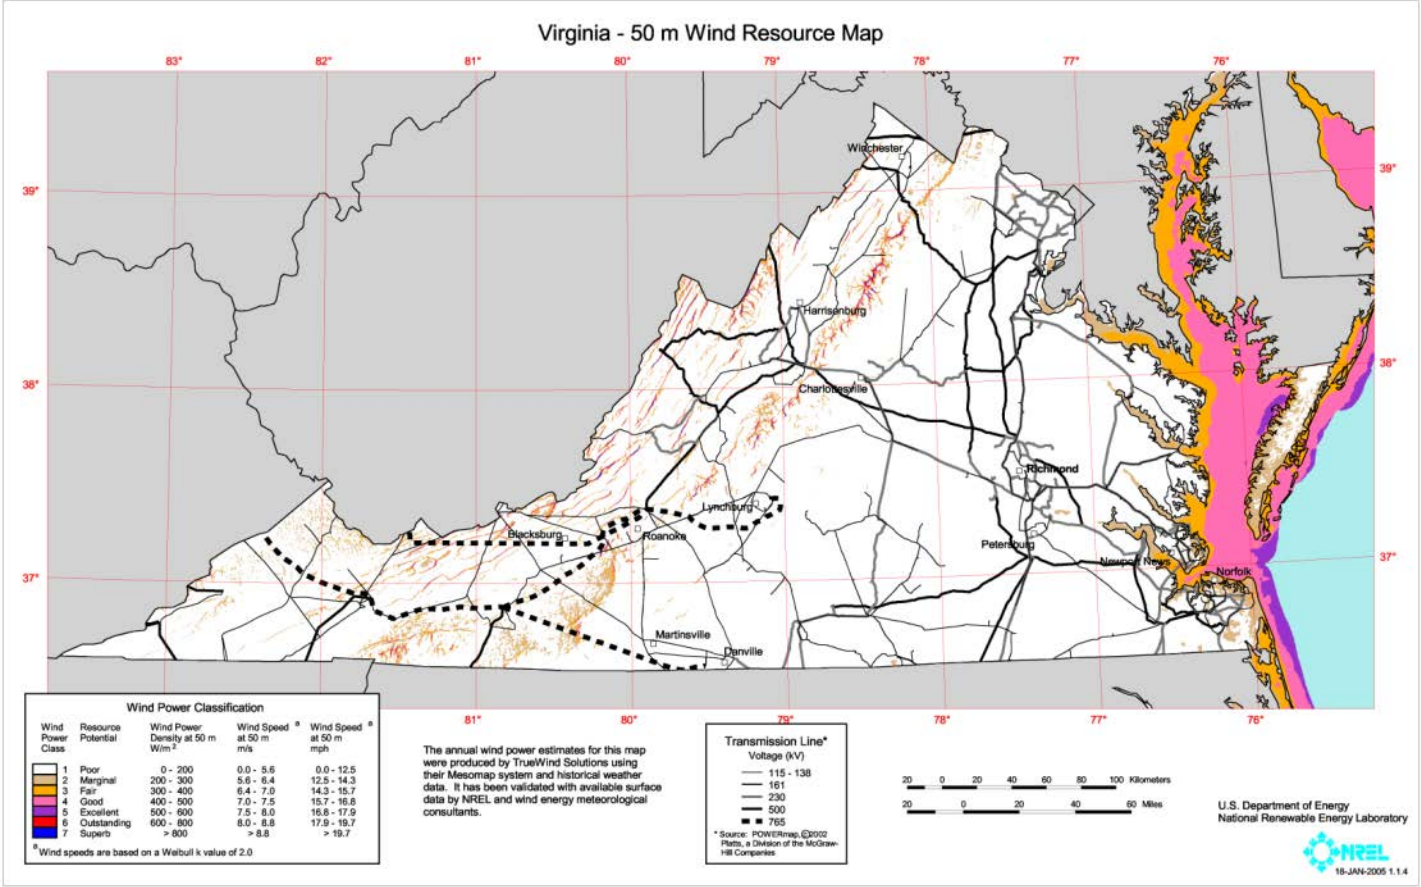 Virginia - 50 m Wind Resource Map
83° 82° 81° 80° 79° 78° 77° 76°
39° 39°
38° 38°
37° 37°
Winchester
Harrisonburg
Charlottesville
Richmond
Lynchburg
Blacksburg
Roanoke
Petersburg
Newport News
Norfolk
Martinsville
Danville
81° 80° 79° 78° 77° 76°
Wind Power Classification
Wind Power Class
Resource Potential
Wind Power Density at 50 m W/m 2
Wind Speed a at 50 m m/s
Wind Speed a at 50 m mph
1 Poor 0 - 200 0.0 - 5.6 0.0 - 12.5
2 Marginal 200 - 300 5.6 - 6.4 12.5 - 14.3
3 Fair 300 - 400 6.4 - 7.0 14.3 - 15.7
4 Good 400 - 500 7.0 - 7.5 15.7 - 16.8
5 Excellent 500 - 600 7.5 - 8.0 16.8 - 17.9
6 Outstanding 600 - 800 8.0 - 8.8 17.9 - 19.7
7 Superb > 800 > 8.8 > 19.7
a Wind speeds are based on a Weibull k value of 2.0
The annual wind power estimates for this map
were produced by TrueWind Solutions using
their Mesomap system and historical weather
data. It has been validated with available surface
data by NREL and wind energy meteorological
consultants.
Transmission Line*
Voltage (kV)
115 - 138
161
230
500
765
* Source: POWERmap, ©2002
Platts, a Division of the McGraw-
Hill Companies
20 0 20 40 60 80 100 Kilometers
20 0 20 40 60 Miles
U.S. Department of Energy
National Renewable Energy Laboratory
NREL
18-JAN-2005 1.1.4